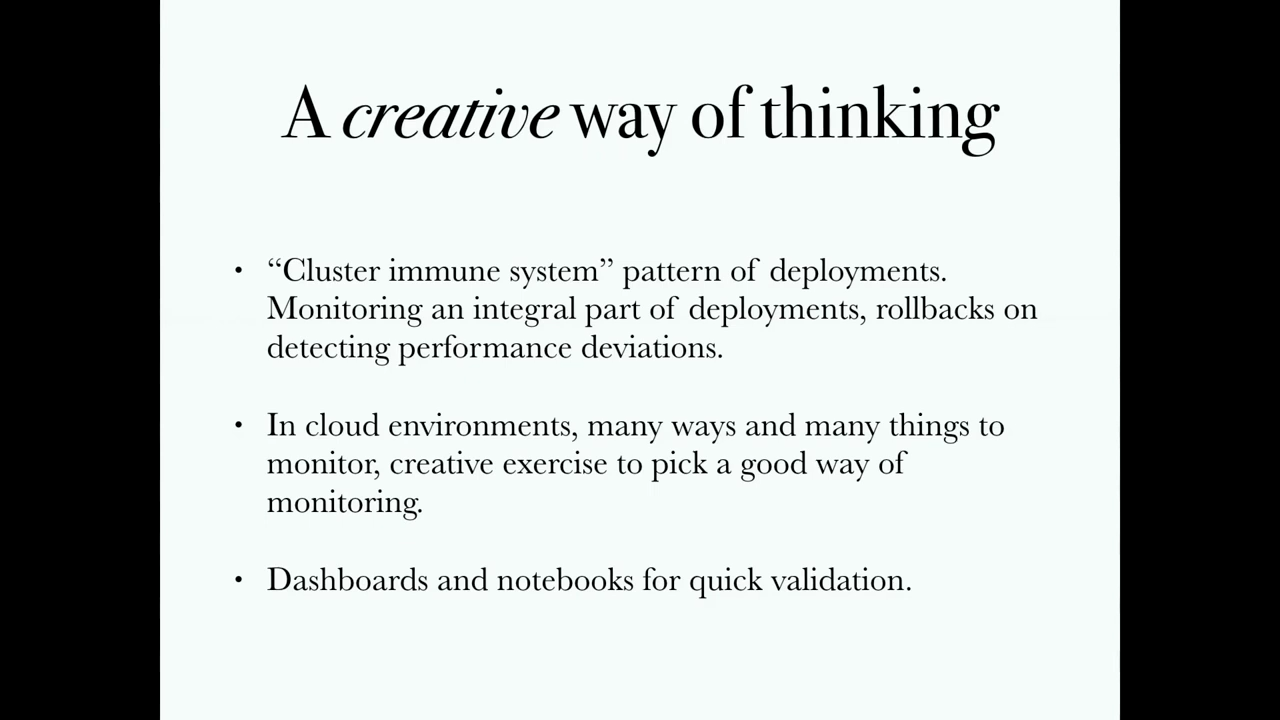 A creative way of thinking
• “Cluster immune system” pattern of deployments.
Monitoring an integral part of deployments, rollbacks on
detecting performance deviations.
• In cloud environments, many ways and many things to
monitor, creative exercise to pick a good way of
monitoring.
• Dashboards and notebooks for quick validation.